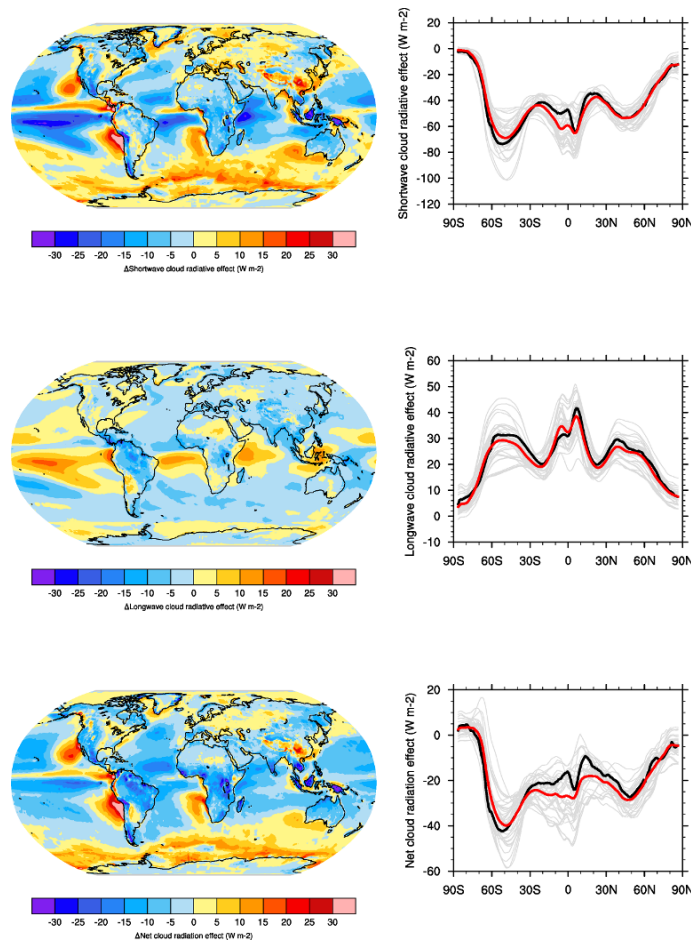 Shortwave cloud radiative effect (W m-2)
20
0
-20
-40
-60
-80
-100
-120
90S 60S 30S 0 30N 60N 90N
-30 -25 -20 -15 -10 -5 0 5 10 15 20 25 30
ΔShortwave cloud radiative effect (W m-2)
Longwave cloud radiative effect (W m-2)
60
50
40
30
20
10
0
-10
90S 60S 30S 0 30N 60N 90N
-30 -25 -20 -15 -10 -5 0 5 10 15 20 25 30
ΔLongwave cloud radiative effect (W m-2)
Net cloud radiation effect (W m-2)
20
0
-20
-40
-60
90S 60S 30S 0 30N 60N 90N
-30 -25 -20 -15 -10 -5 0 5 10 15 20 25 30
ΔNet cloud radiation effect (W m-2)